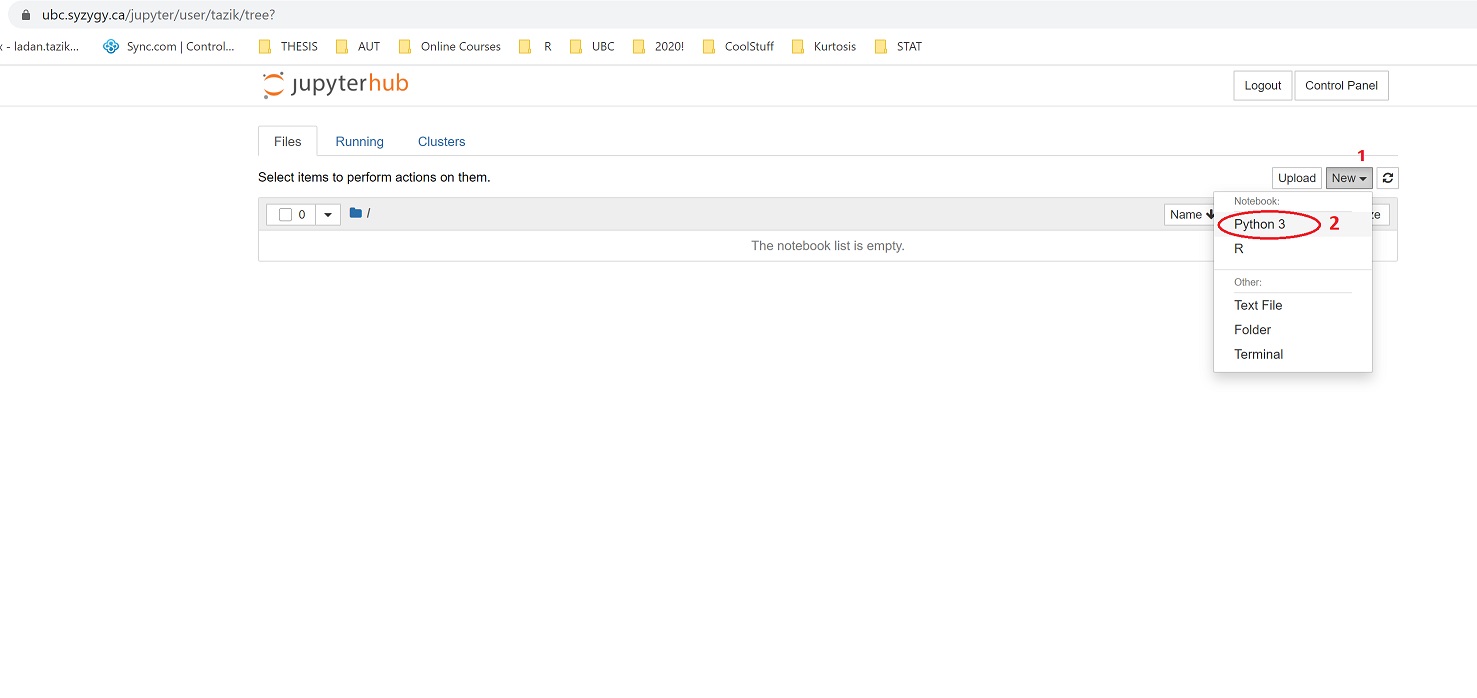 ubc.syzygy.ca/jupyter/user/tazik/tree?
- ladan.tazik... Sync.com | Control... THESIS AUT Online Courses R UBC 2020! CoolStuff Kurtosis STAT
jupyterhub Logout Control Panel
Files Running Clusters
1
Select items to perform actions on them. Upload New
0 / Name ze
Notebook:
Python 3 2
R
The notebook list is empty.
Other:
Text File
Folder
Terminal